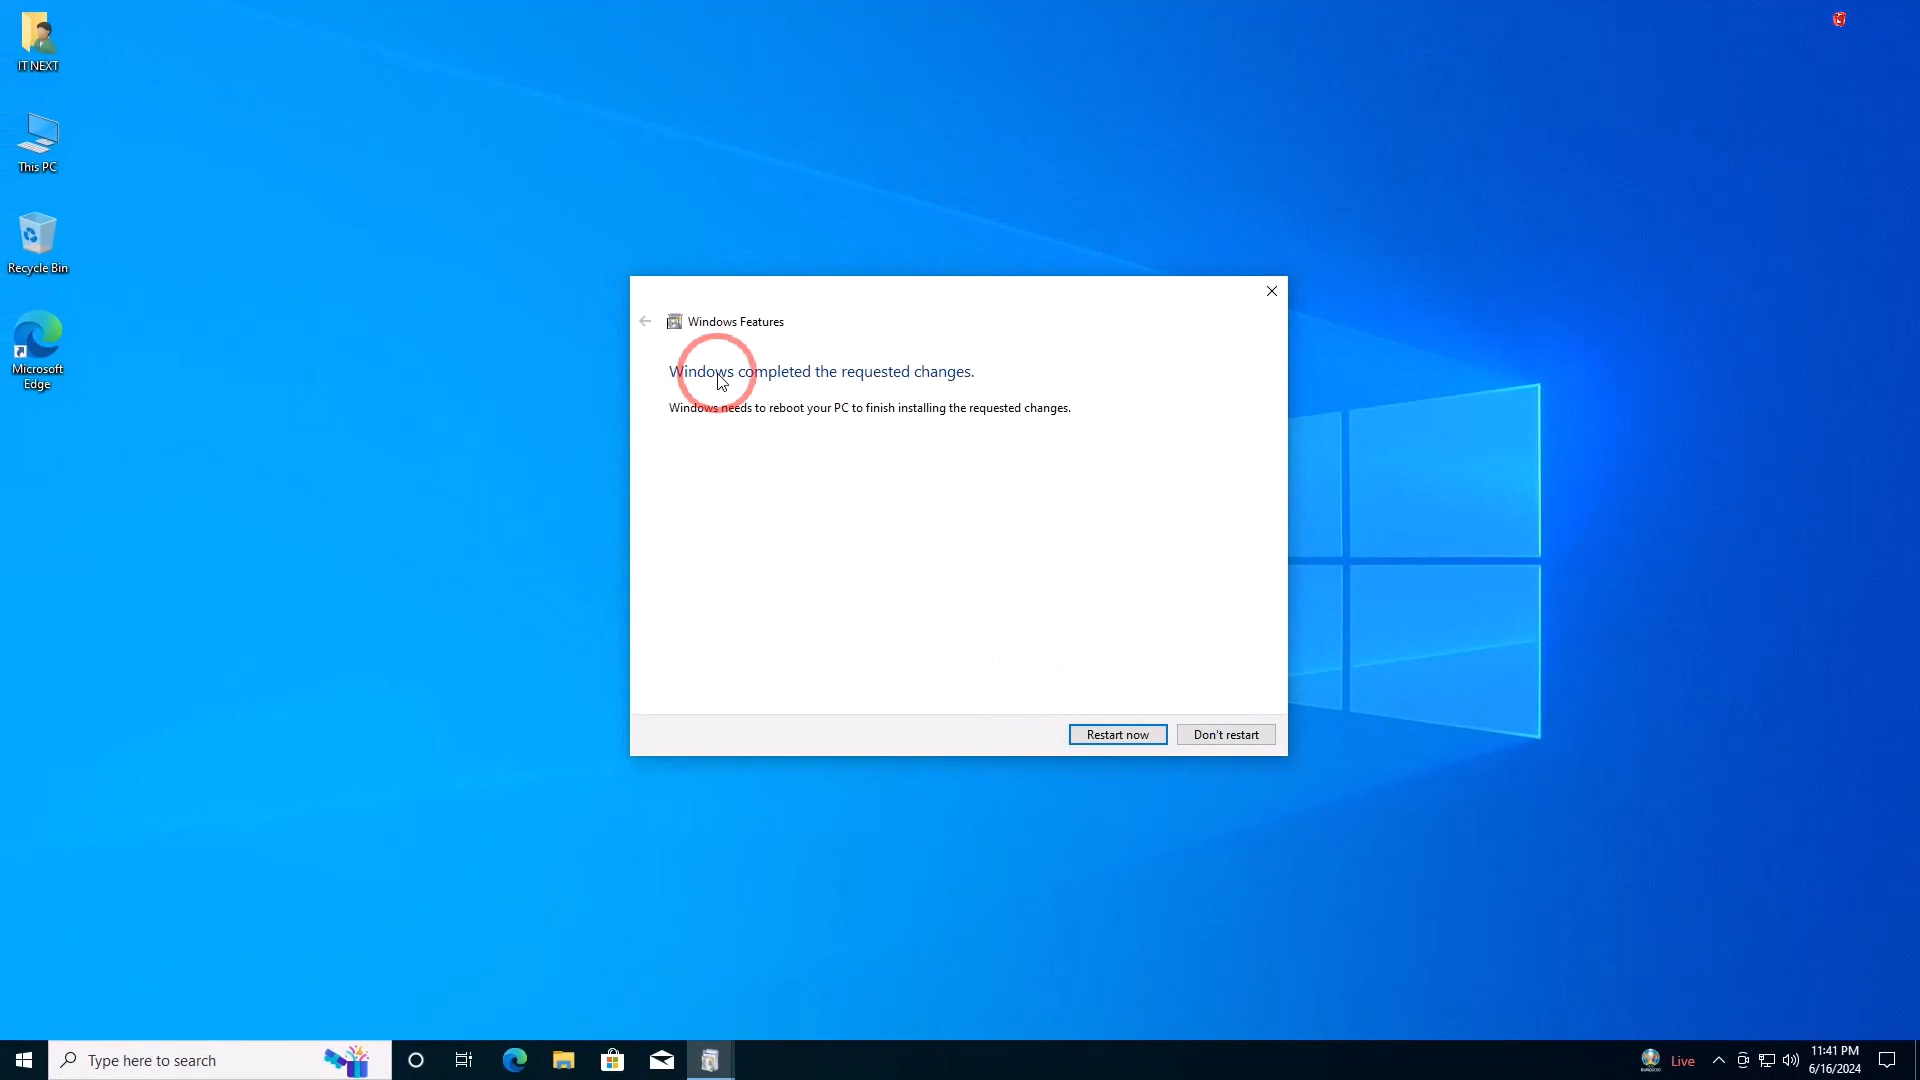 IT NEXT
This PC
Recycle Bin
Microsoft
Edge
Windows Features
Windows completed the requested changes.
Windows needs to reboot your PC to finish installing the requested changes.
Restart now
Don't restart
Type here to search
Live
11:41 PM
6/16/2024